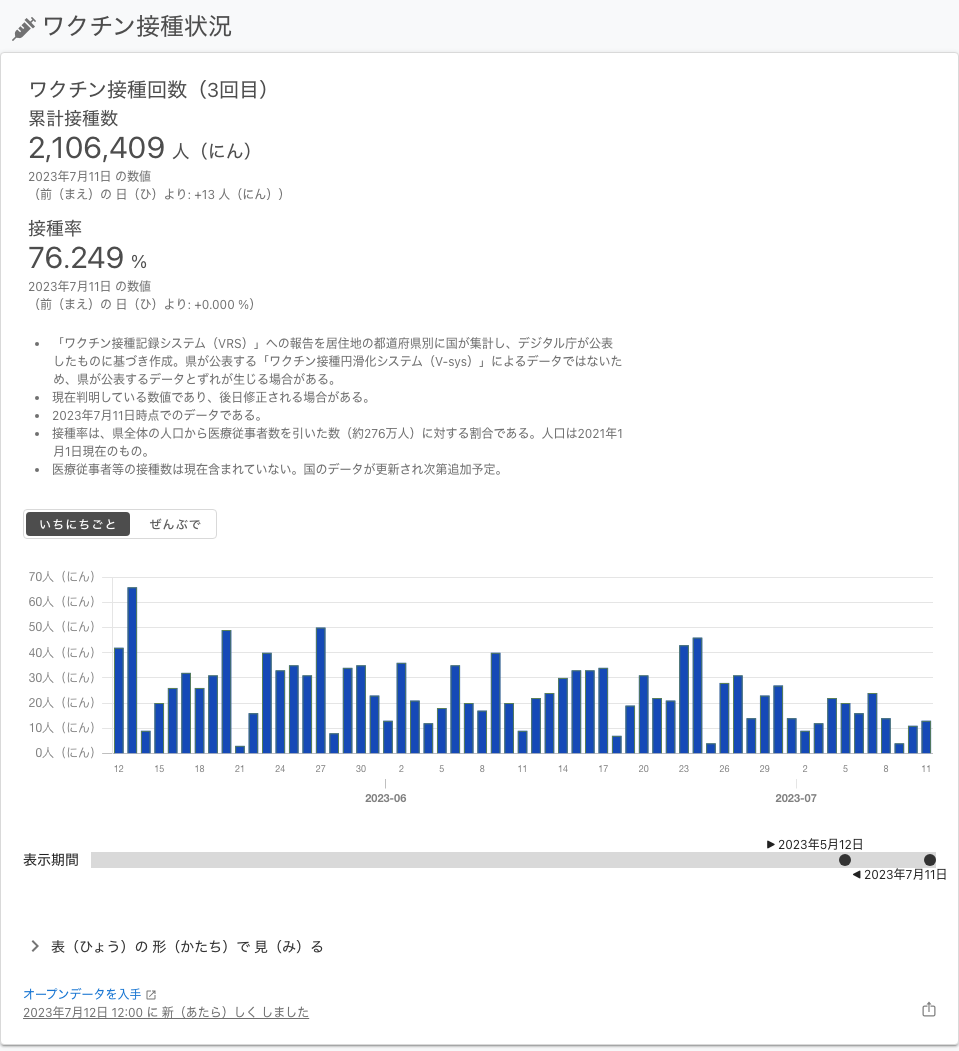 ワクチン接種状況
ワクチン接種回数（3回目）
累計接種数
2,106,409 人（にん）
2023年7月11日 の数値
（前（まえ）の 日（ひ）より: +13 人（にん））
接種率
76.249 %
2023年7月11日 の数値
（前（まえ）の 日（ひ）より: +0.000 %）
• 「ワクチン接種記録システム（VRS）」への報告を居住地の都道府県別に国が集計し、デジタル庁が公表
したものに基づき作成。県が公表する「ワクチン接種円滑化システム（V-sys）」によるデータではないた
め、県が公表するデータとずれが生じる場合がある。
• 現在判明している数値であり、後日修正される場合がある。
• 2023年7月11日時点でのデータである。
• 接種率は、県全体の人口から医療従事者数を引いた数（約276万人）に対する割合である。人口は2021年1
月1日現在のもの。
• 医療従事者等の接種数は現在含まれていない。国のデータが更新され次第追加予定。
いちにちごと ぜんぶで
70人（にん）
60人（にん）
50人（にん）
40人（にん）
30人（にん）
20人（にん）
10人（にん）
0人（にん）
12 15 18 21 24 27 30 2 5 8 11 14 17 20 23 26 29 2 5 8 11
2023-06 2023-07
▶ 2023年5月12日
表示期間
◀ 2023年7月11日
表（ひょう）の 形（かたち）で 見（み）る
オープンデータを入手
2023年7月12日 12:00 に 新（あたら）しく しました